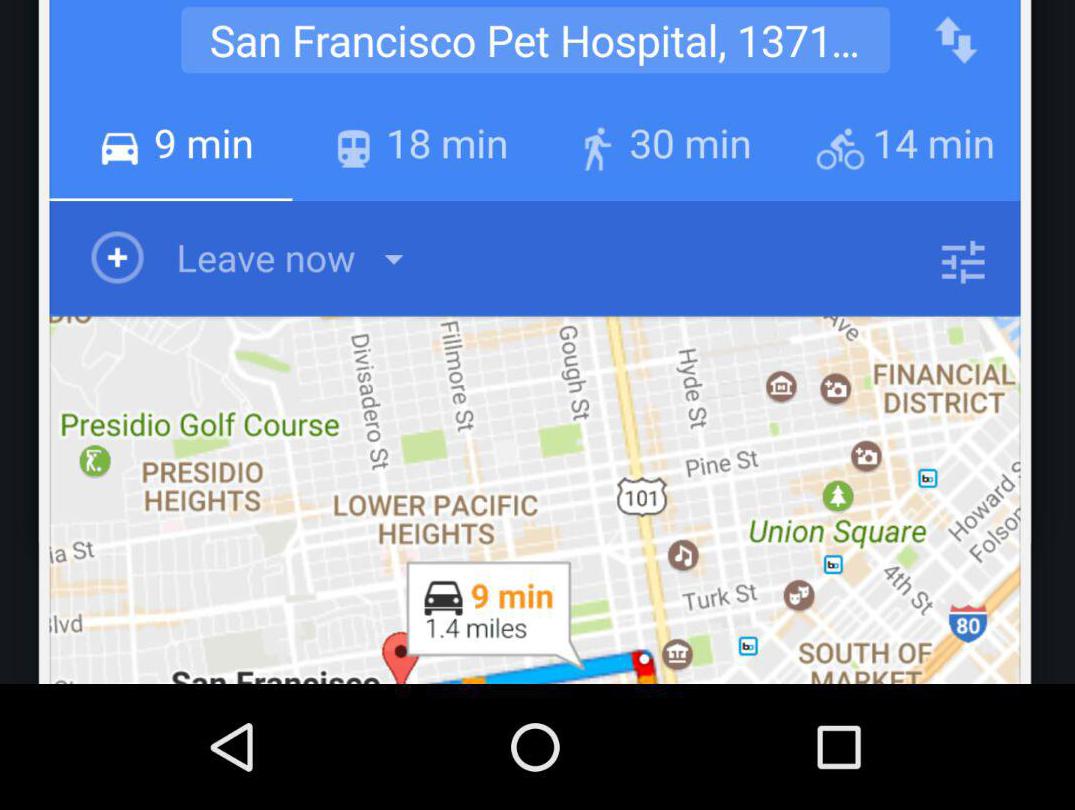 San Francisco Pet Hospital, 1371...
9 min
18 min
30 min
14 min
Leave now
Ave
Divisadero St
Fillmore St
Gough St
Hyde St
FINANCIAL
DISTRICT
Presidio Golf Course
PRESIDIO
HEIGHTS
Pine St
LOWER PACIFIC
HEIGHTS
101
Union Square
Howard S
Folsom
ia St
4th St
9 min
1.4 miles
Turk St
Blvd
80
SOUTH OF
MARKET
San Francisco